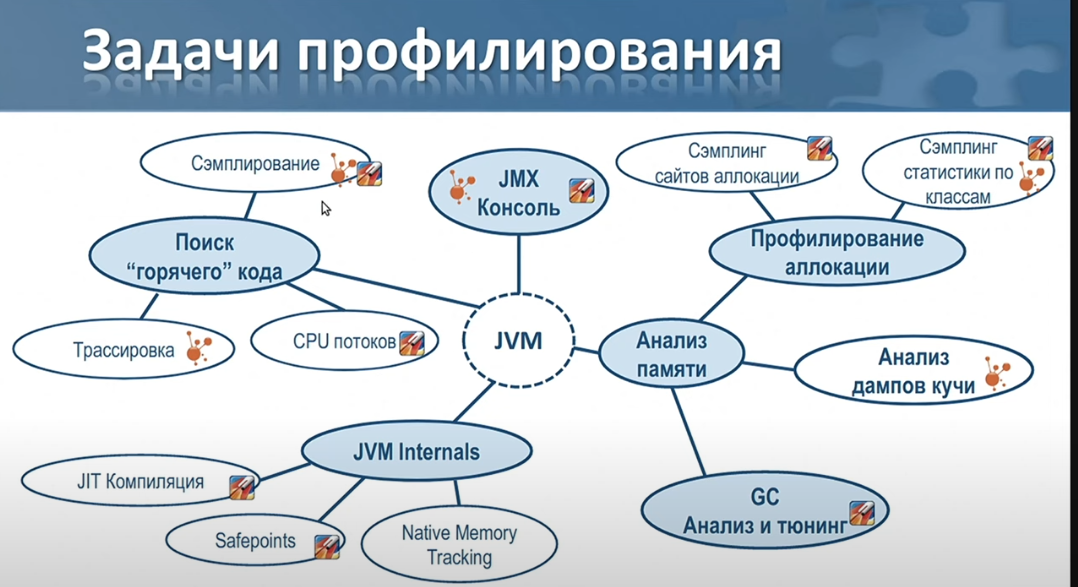 Задачи профилирования
Сэмплирование
JMX
Консоль
Сэмплинг
сайтов аллокации
Сэмплинг
статистики по
классам
Поиск
“горячего” кода
Профилирование
аллокации
Трассировка
CPU потоков
JVM
Анализ
памяти
Анализ
дампов кучи
JVM Internals
JIT Компиляция
Safepoints
Native Memory
Tracking
GC
Анализ и тюнинг